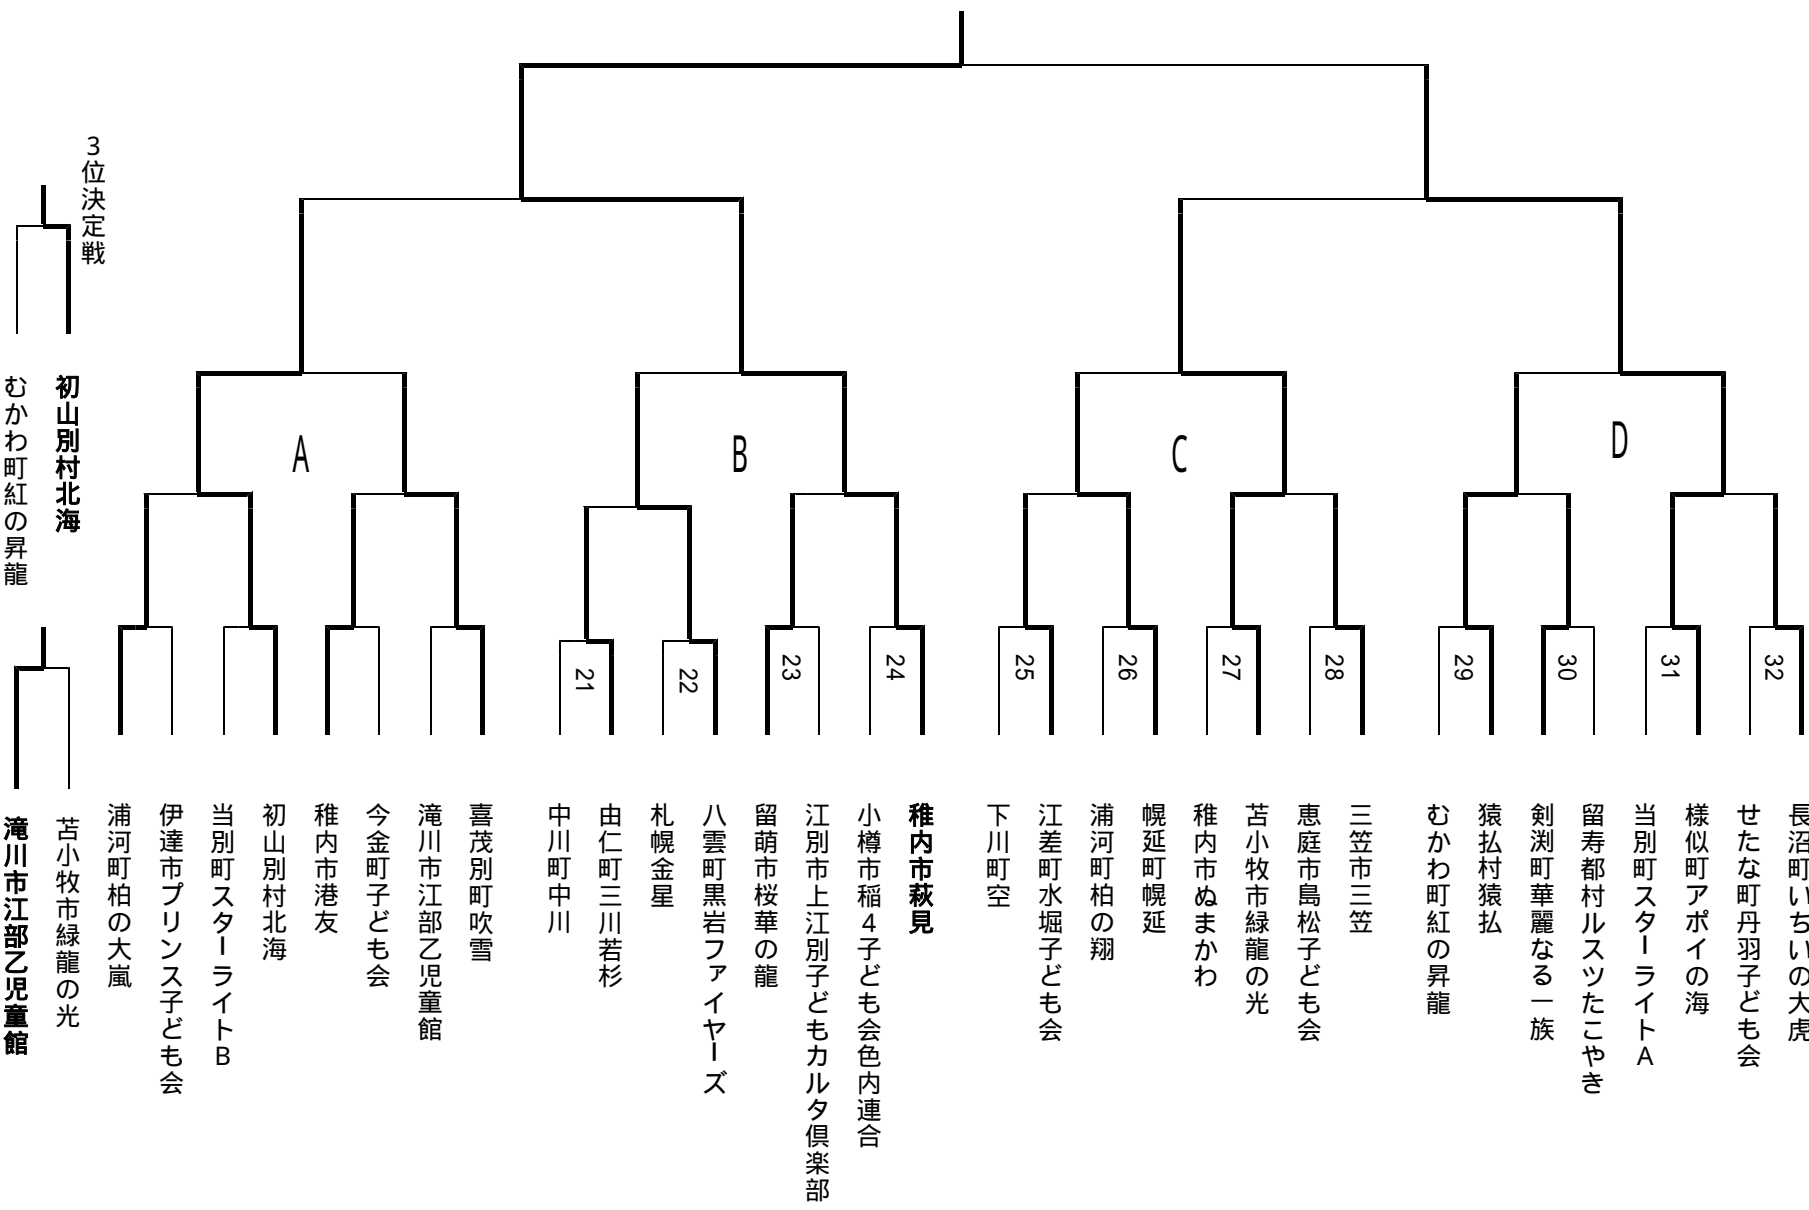 3位決定戦
初山別村北海
むかわ町紅の昇龍
A
B
C
D
21
22
23
24
25
26
27
28
29
30
31
32
滝川市江部乙児童館
苫小牧市緑龍の光
浦河町柏の大嵐
伊達市プリンス子ども会
当別町スターライトB
初山別村北海
稚内市港友
今金町子ども会
滝川市江部乙児童館
喜茂別町吹雪
中川町中川
由仁町三川若杉
札幌金星
八雲町黒岩ファイヤーズ
留萌市桜華の龍
江別市上江別子どもカルタ倶楽部
小樽市稲4子ども会色内連合
稚内市萩見
下川町空
江差町水堀子ども会
浦河町柏の翔
幌延町幌延
稚内市ぬまかわ
苫小牧市緑龍の光
恵庭市島松子ども会
三笠市三笠
むかわ町紅の昇龍
猿払村猿払
剣渕町華麗なる一族
留寿都村ルスツたこやき
当別町スターライトA
様似町アポイの海
せたな町丹羽子ども会
長沼町いちいの大虎